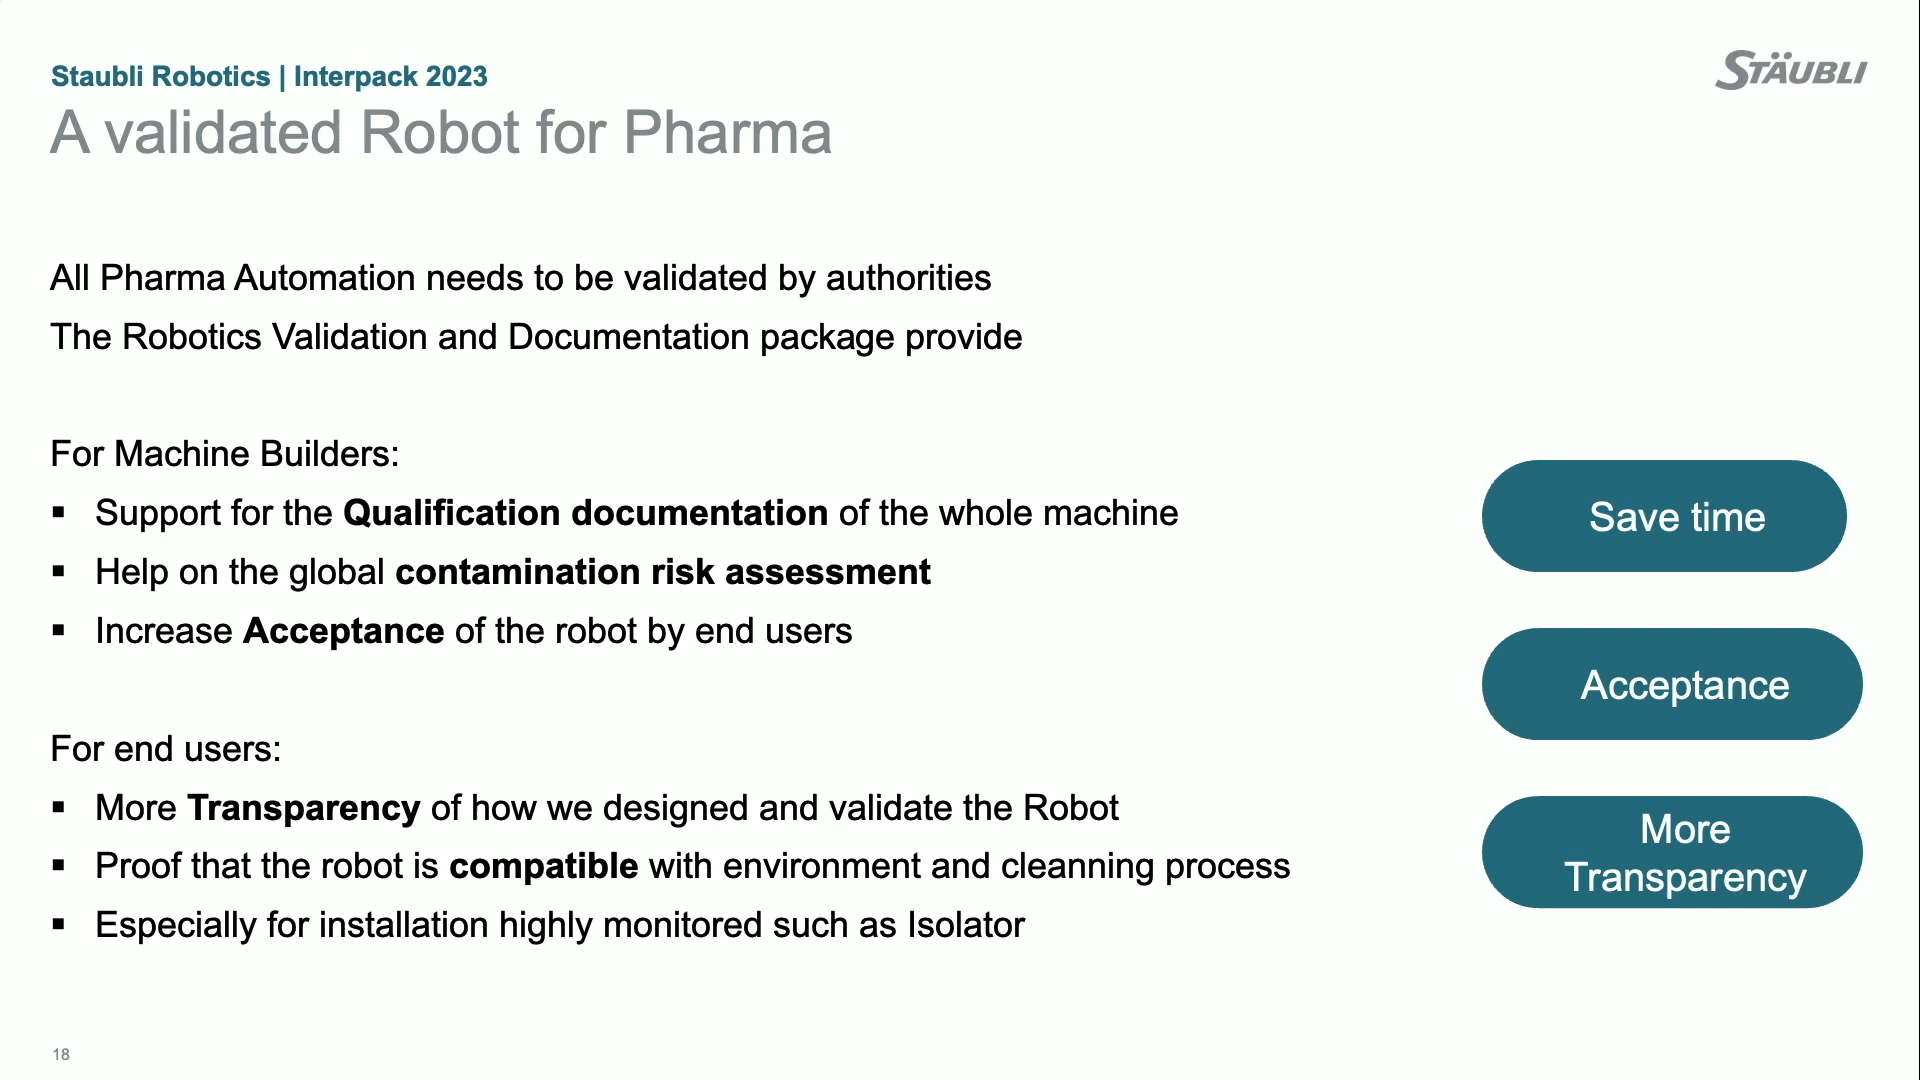 Staubli Robotics | Interpack 2023
STÄUBLI
A validated Robot for Pharma
All Pharma Automation needs to be validated by authorities
The Robotics Validation and Documentation package provide
For Machine Builders:
▪ Support for the Qualification documentation of the whole machine
▪ Help on the global contamination risk assessment
▪ Increase Acceptance of the robot by end users
For end users:
▪ More Transparency of how we designed and validate the Robot
▪ Proof that the robot is compatible with environment and cleanning process
▪ Especially for installation highly monitored such as Isolator
Save time
Acceptance
More
Transparency
18